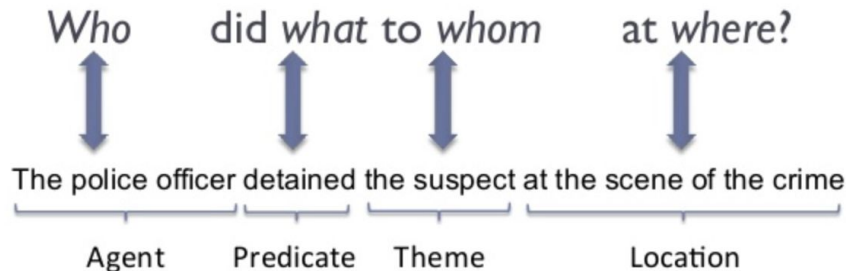 Who did what to whom at where?
The police officer detained the suspect at the scene of the crime
Agent Predicate Theme Location